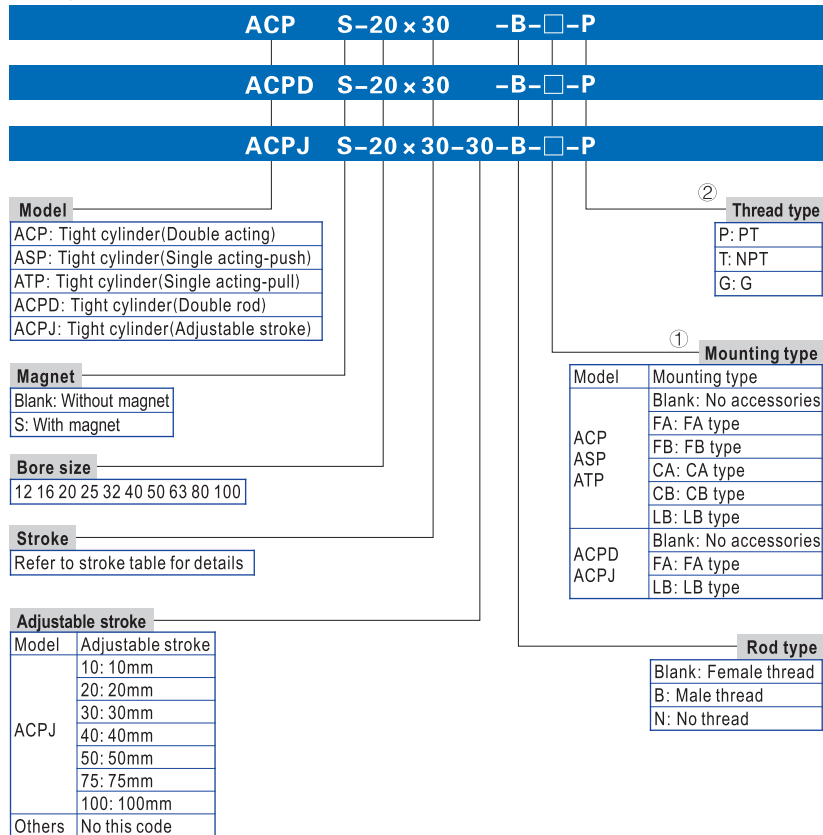 ACP S-20×30 -B-□-P
ACPD S-20×30 -B-□-P
ACPJ S-20×30-30-B-□-P
Model
ACP: Tight cylinder(Double acting)
ASP: Tight cylinder(Single acting-push)
ATP: Tight cylinder(Single acting-pull)
ACPD: Tight cylinder(Double rod)
ACPJ: Tight cylinder(Adjustable stroke)
Magnet
Blank: Without magnet
S: With magnet
Bore size
12 16 20 25 32 40 50 63 80 100
Stroke
Refer to stroke table for details
Adjustable stroke
Model Adjustable stroke
ACPJ
10: 10mm
20: 20mm
30: 30mm
40: 40mm
50: 50mm
75: 75mm
100: 100mm
Others No this code
②
Thread type
P: PT
T: NPT
G: G
①
Mounting type
Model Mounting type
ACP
ASP
ATP
Blank: No accessories
FA: FA type
FB: FB type
CA: CA type
CB: CB type
LB: LB type
ACPD
ACPJ
Blank: No accessories
FA: FA type
LB: LB type
Rod type
Blank: Female thread
B: Male thread
N: No thread